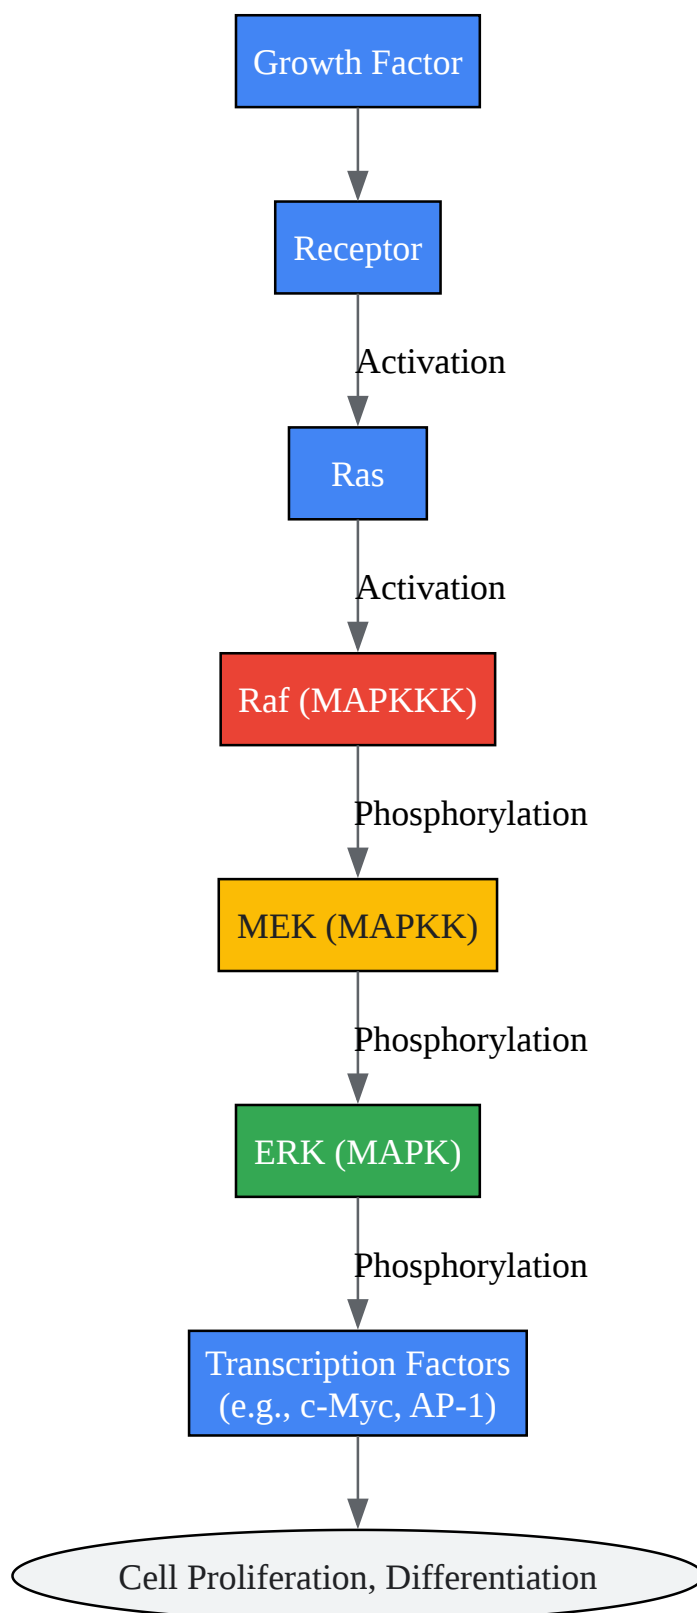 Growth Factor
Receptor
Activation
Ras
Activation
Raf (MAPKKK)
Phosphorylation
MEK (MAPKK)
Phosphorylation
ERK (MAPK)
Phosphorylation
Transcription Factors
(e.g., c-Myc, AP-1)
Cell Proliferation, Differentiation